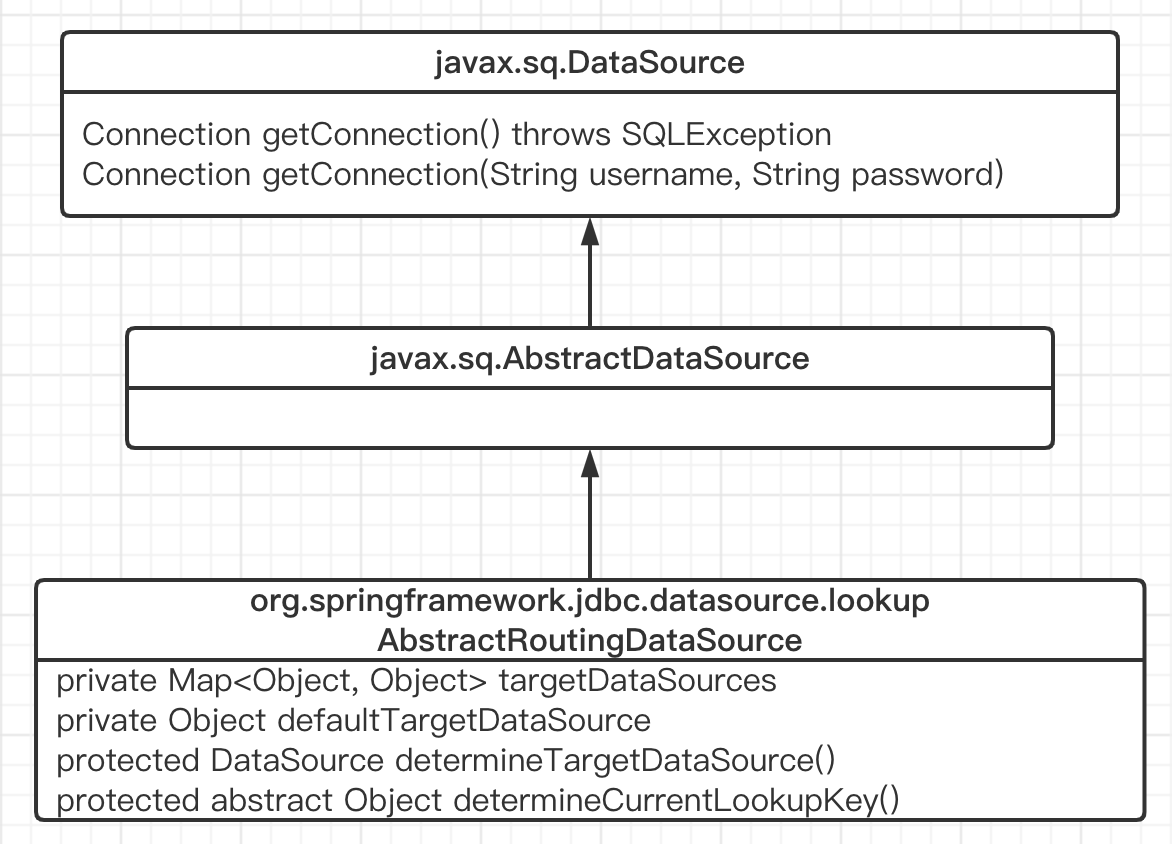 javax.sq.DataSource
Connection getConnection() throws SQLException
Connection getConnection(String username, String password)
javax.sq.AbstractDataSource
org.springframework.jdbc.datasource.lookup
AbstractRoutingDataSource
private Map<Object, Object> targetDataSources
private Object defaultTargetDataSource
protected DataSource determineTargetDataSource()
protected abstract Object determineCurrentLookupKey()